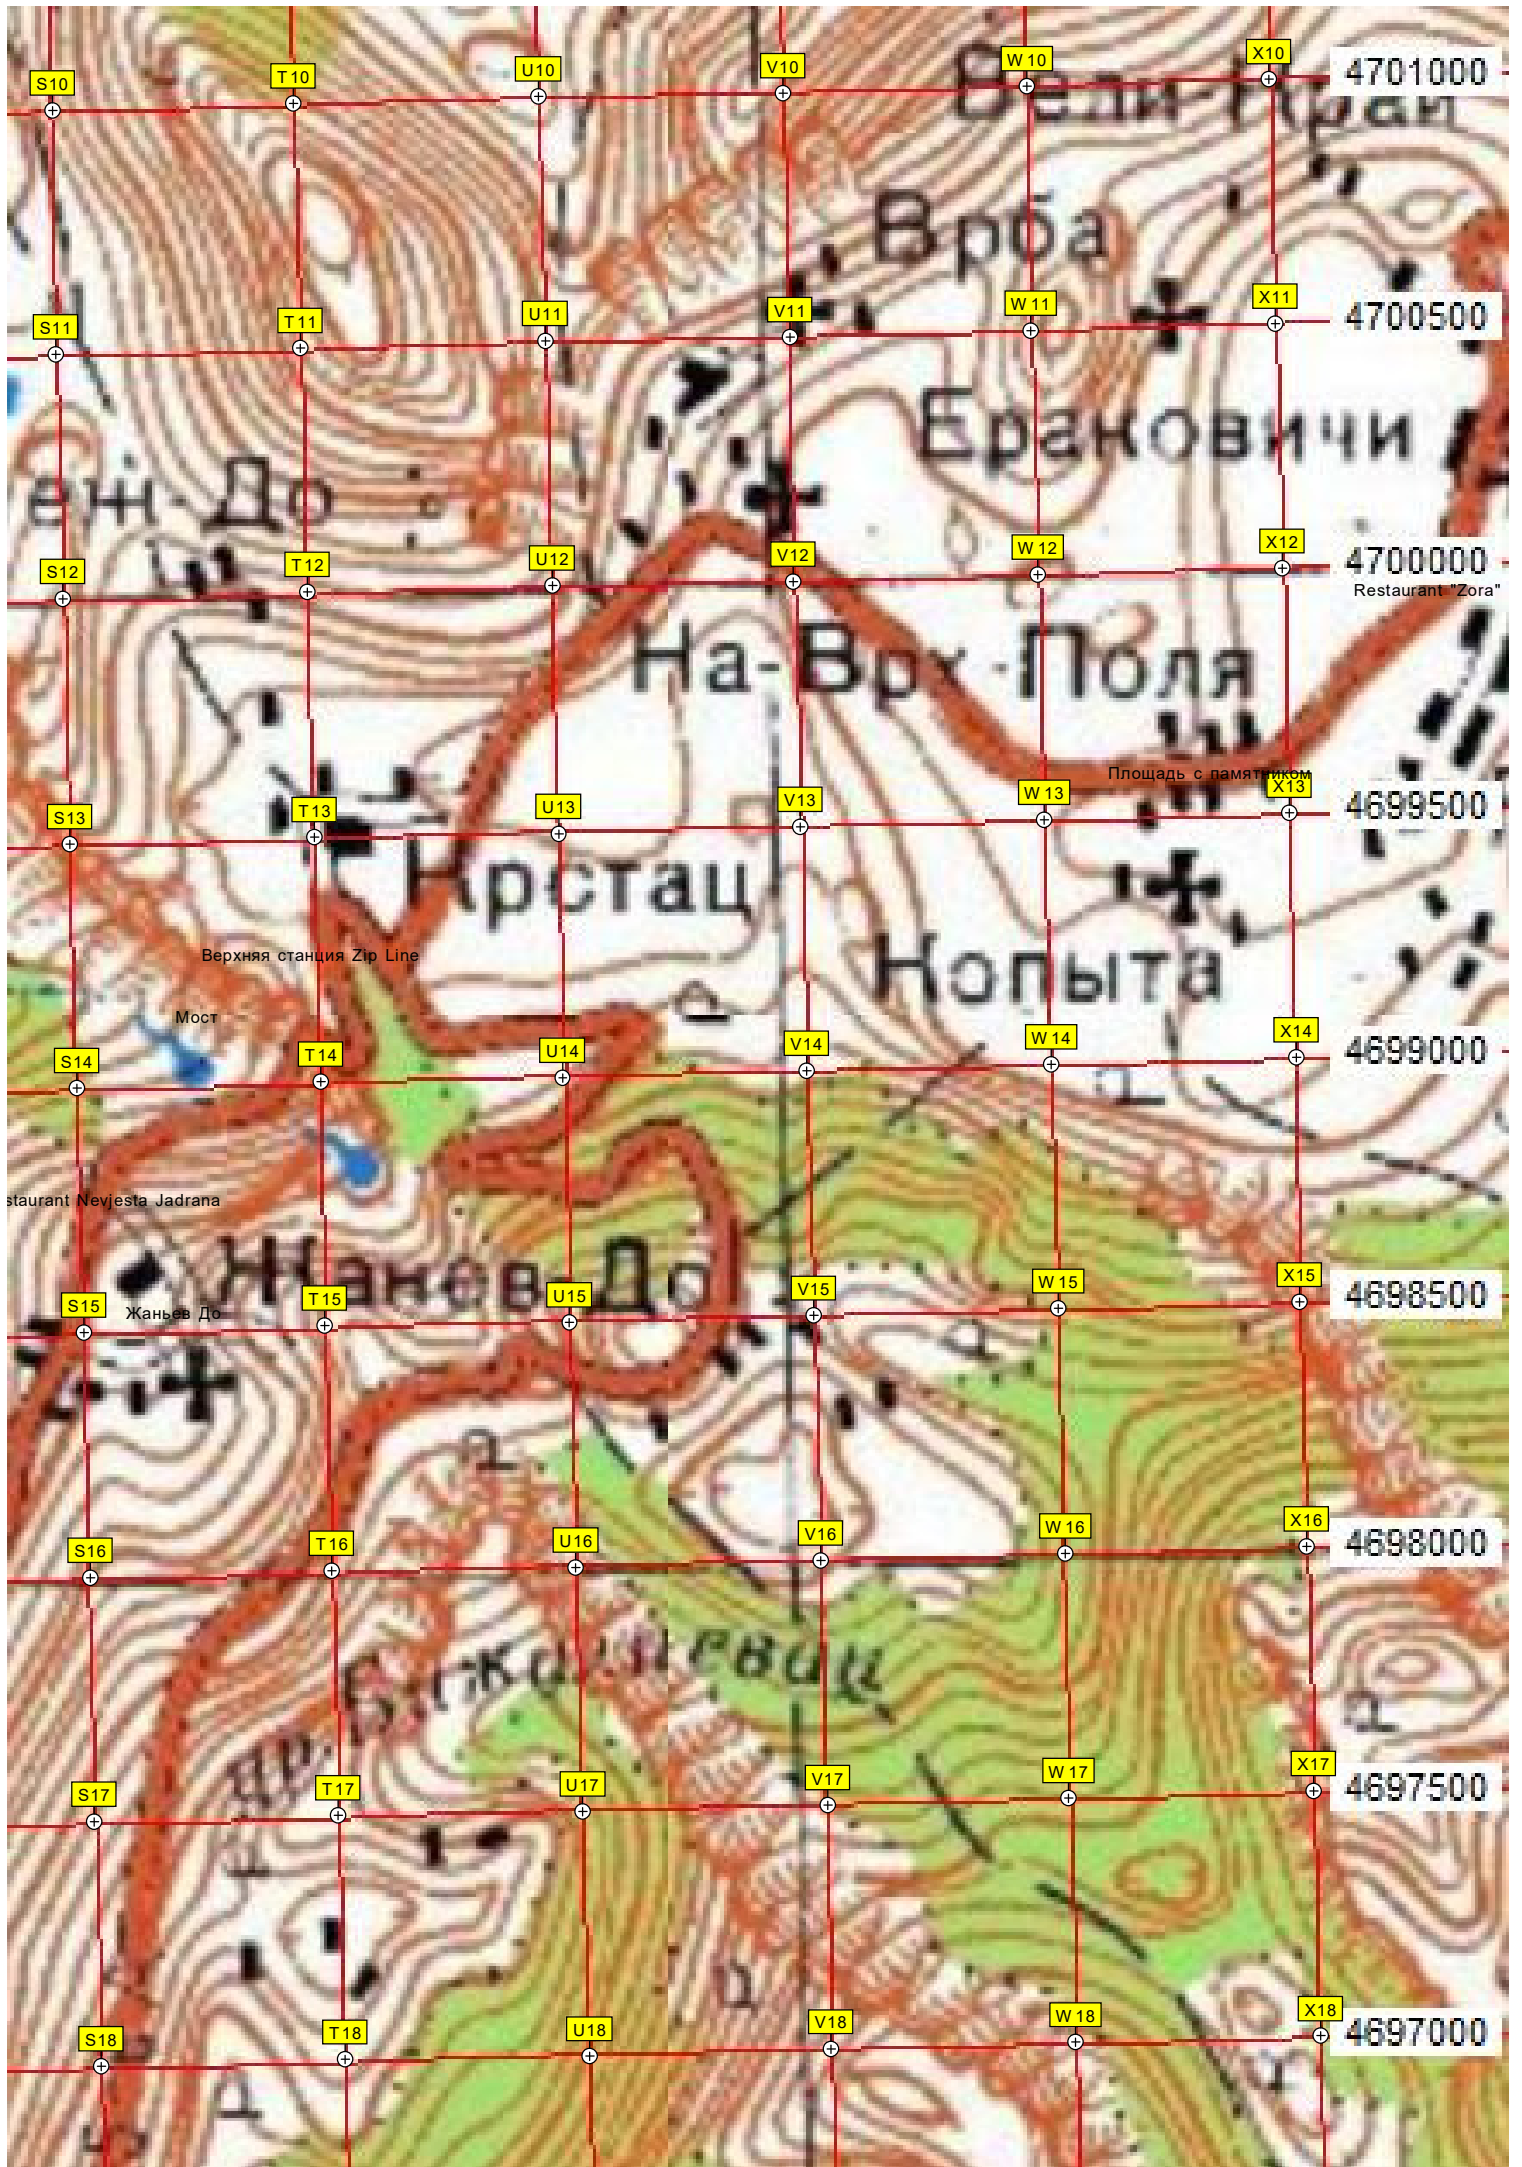 S10 T10 U10 V10 W10 X10 4701000
Вели-Край
Врба
S11 T11 U11 V11 W11 X11 4700500
Ераковичи
еж-До
S12 T12 U12 V12 W12 X12 4700000
Restaurant "Zora"
На-Врх-Поля
Площадь с памятником
S13 T13 U13 V13 W13 X13 4699500
Крстац
Верхняя станция Zip Line
Копыта
Мост
S14 T14 U14 V14 W14 X14 4699000
staurant Nevjesta Jadrana
Жанев-До
S15 T15 U15 V15 W15 X15 4698500
Жаньев До
S16 T16 U16 V16 W16 X16 4698000
S17 T17 U17 V17 W17 X17 4697500
S18 T18 U18 V18 W18 X18 4697000